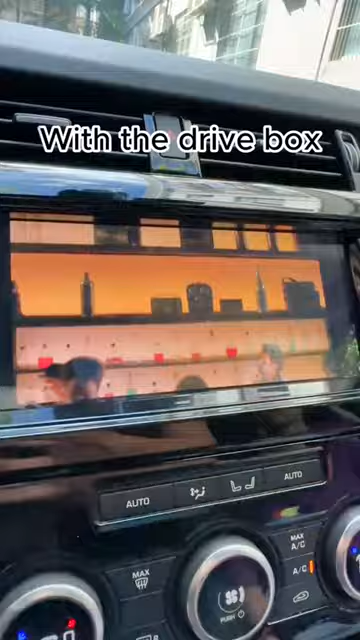 With the drive box
AUTO
AUTO
MAX
MAX
A/C
A/C
PUSH